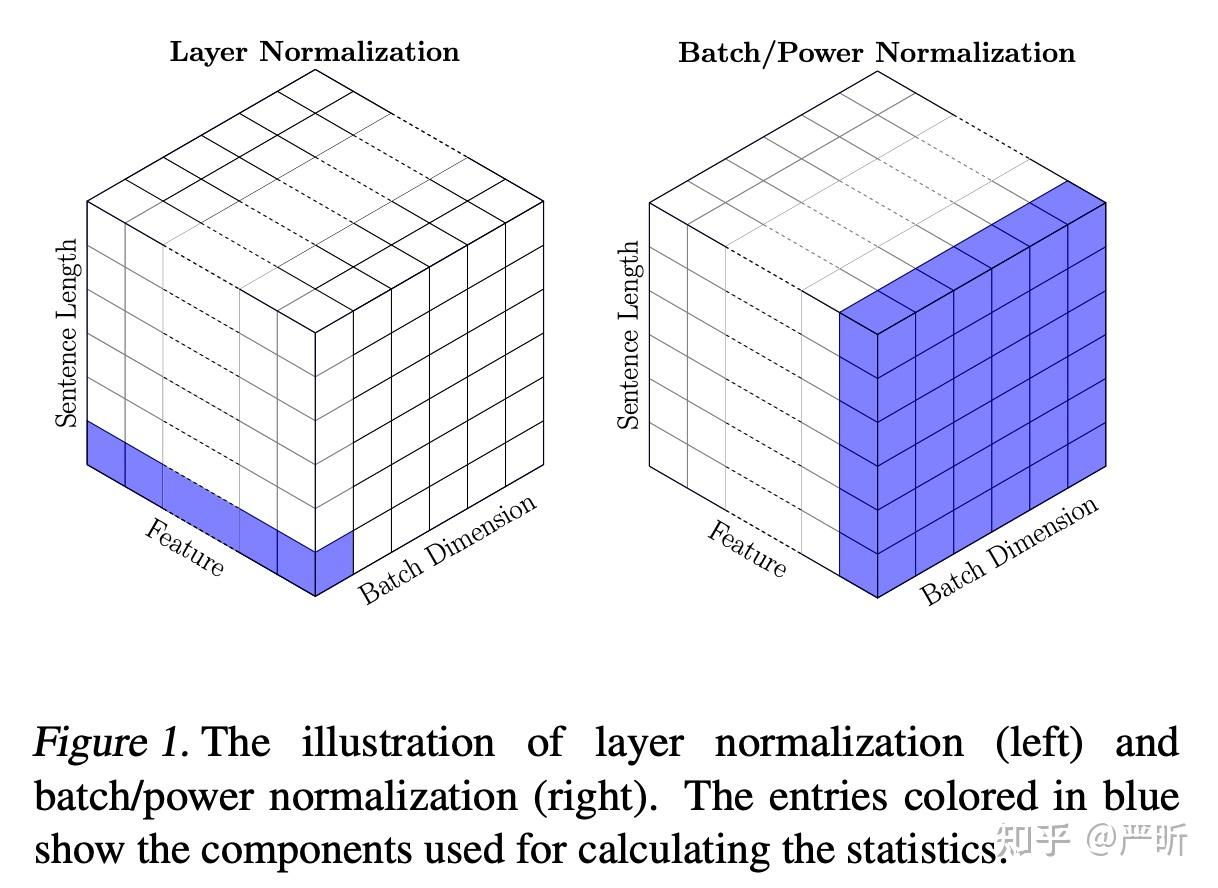 Layer Normalization
Batch/Power Normalization
Sentence Length
Feature
Batch Dimension
Sentence Length
Feature
Batch Dimension
Figure 1. The illustration of layer normalization (left) and
batch/power normalization (right). The entries colored in blue
show the components used for calculating the statistics.
知乎 @严昕